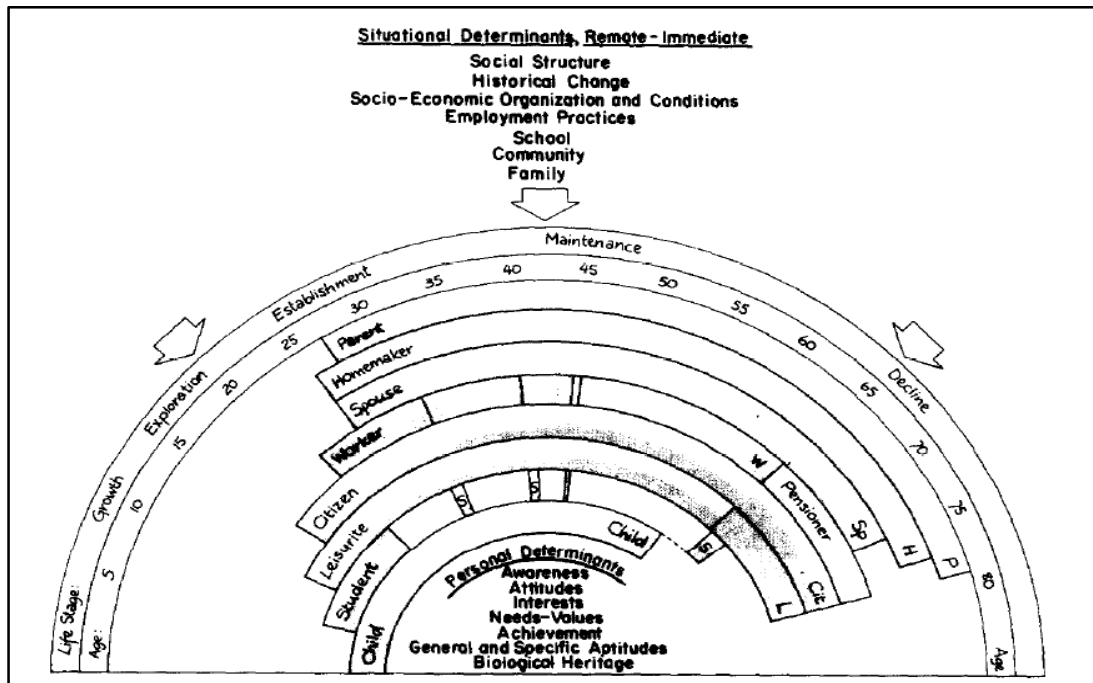 Situational Determinants, Remote-Immediate
Social Structure
Historical Change
Socio-Economic Organization and Conditions
Employment Practices
School
Community
Family
Life Stage:
Growth
Exploration
Establishment
Maintenance
Decline
Age:
5
10
15
20
25
30
35
40
45
50
55
60
65
70
75
80
Age
Parent
P
Homemaker
H
Spouse
Sp
Worker
W
Pensioner
Citizen
Cit
Leisurite
L
Student
S
S
S
Child
Child
Personal Determinants
Awareness
Attitudes
Interests
Needs-Values
Achievement
General and Specific Aptitudes
Biological Heritage